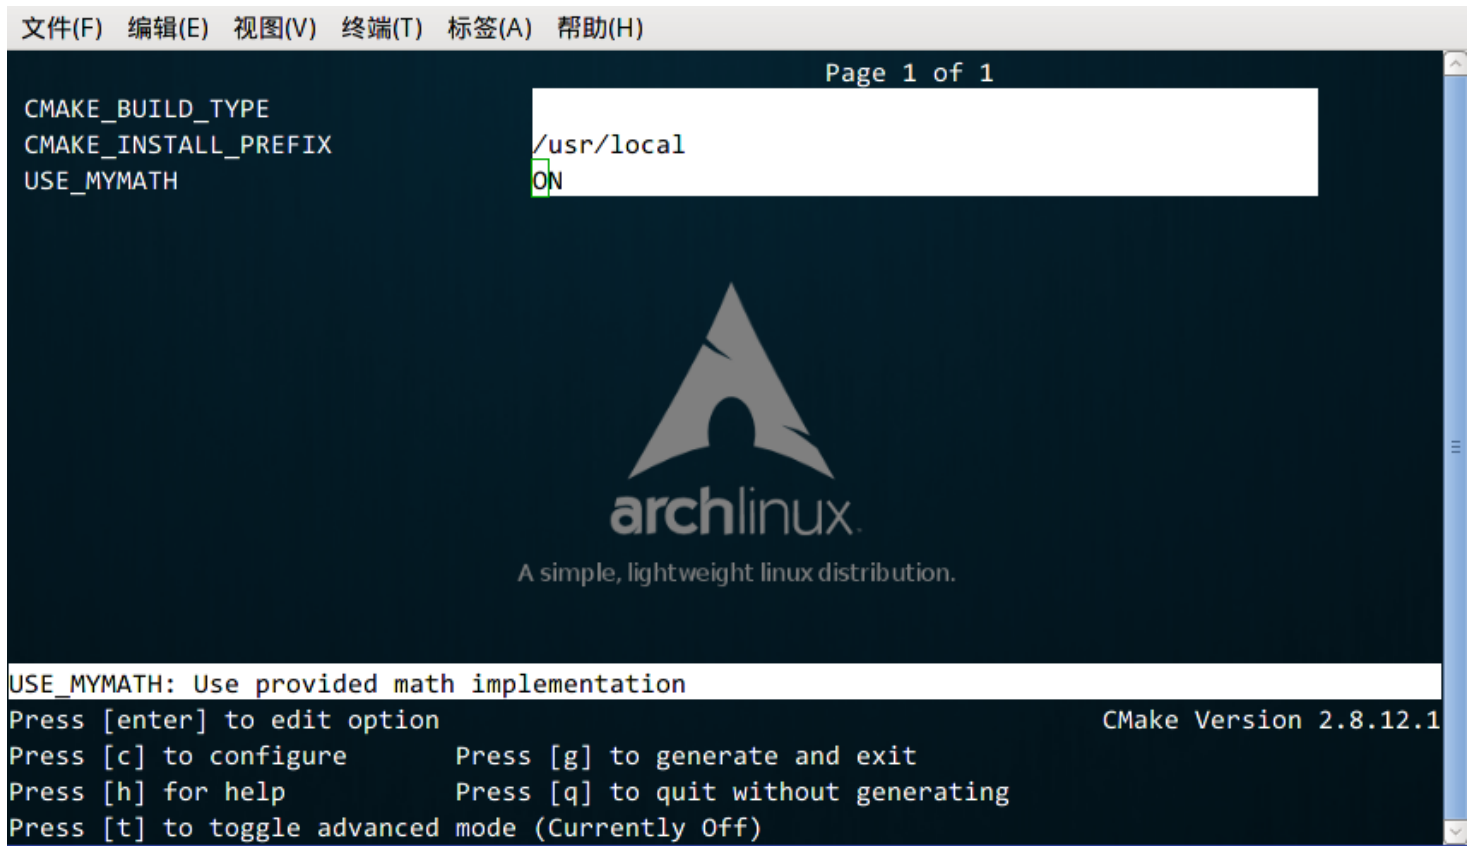 文件(F) 编辑(E) 视图(V) 终端(T) 标签(A) 帮助(H)
Page 1 of 1
CMAKE_BUILD_TYPE
CMAKE_INSTALL_PREFIX /usr/local
USE_MYMATH ON
archlinux
A simple, lightweight linux distribution.
USE_MYMATH: Use provided math implementation
Press [enter] to edit option CMake Version 2.8.12.1
Press [c] to configure Press [g] to generate and exit
Press [h] for help Press [q] to quit without generating
Press [t] to toggle advanced mode (Currently Off)